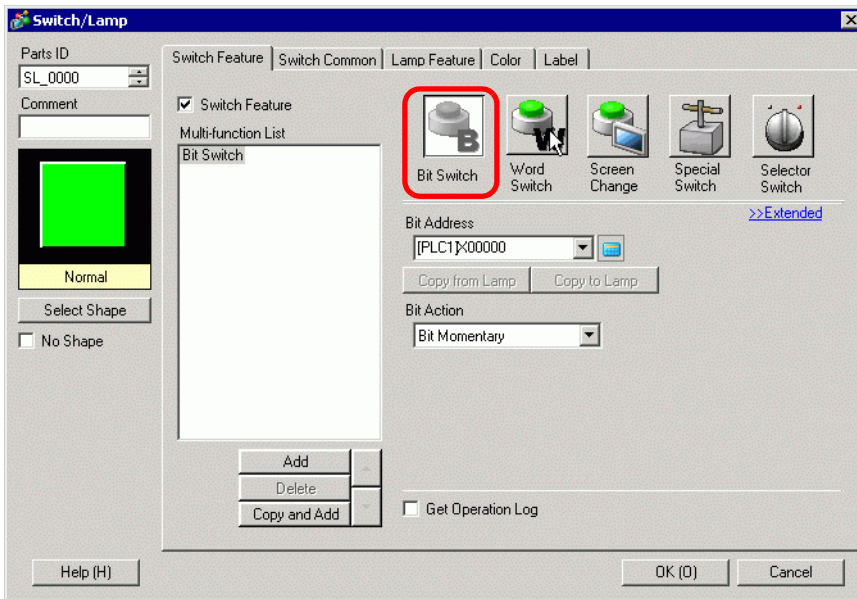 Switch/Lamp
Parts ID
SL_0000
Comment
Normal
Select Shape
No Shape
Switch Feature Switch Common Lamp Feature Color Label
Switch Feature
Multi-function List
Bit Switch
Add
Delete
Copy and Add
Bit Switch
Word Switch
Screen Change
Special Switch
Selector Switch
>>Extended
Bit Address
[PLC1]X00000
Copy from Lamp Copy to Lamp
Bit Action
Bit Momentary
Get Operation Log
Help (H) OK (O) Cancel